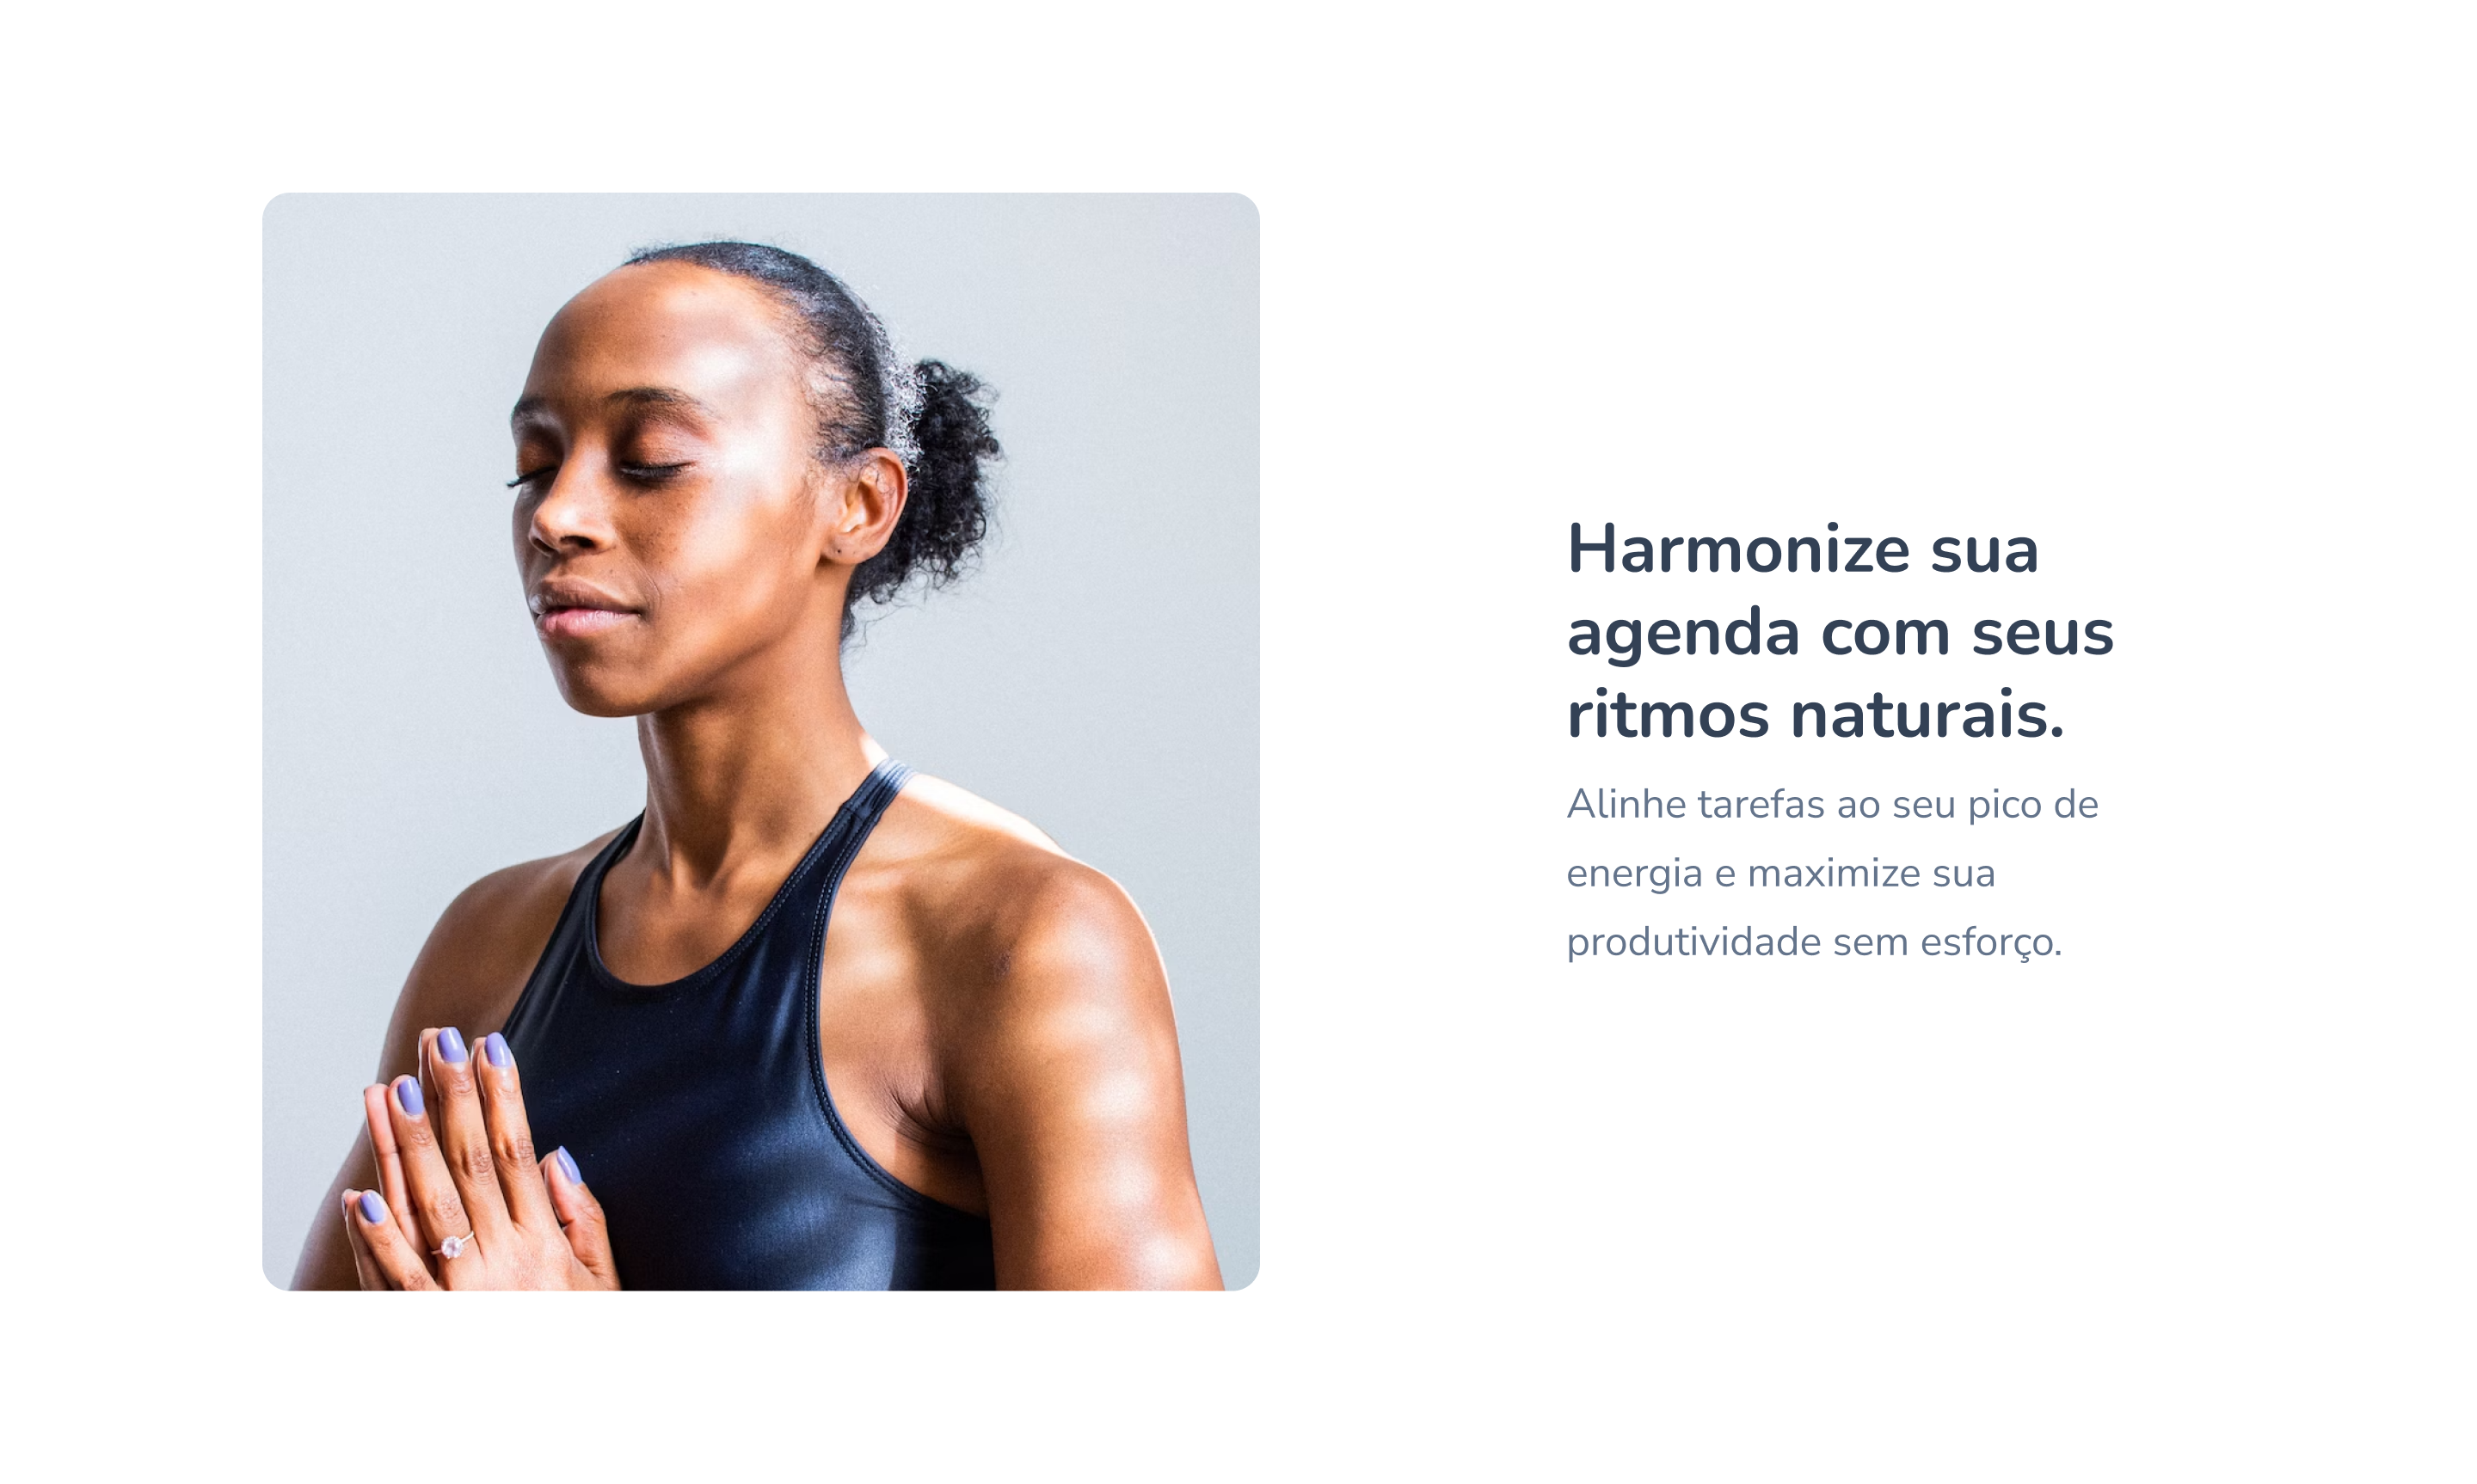 Harmonize sua
agenda com seus
ritmos naturais.
Alinhe tarefas ao seu pico de
energia e maximize sua
produtividade sem esforço.